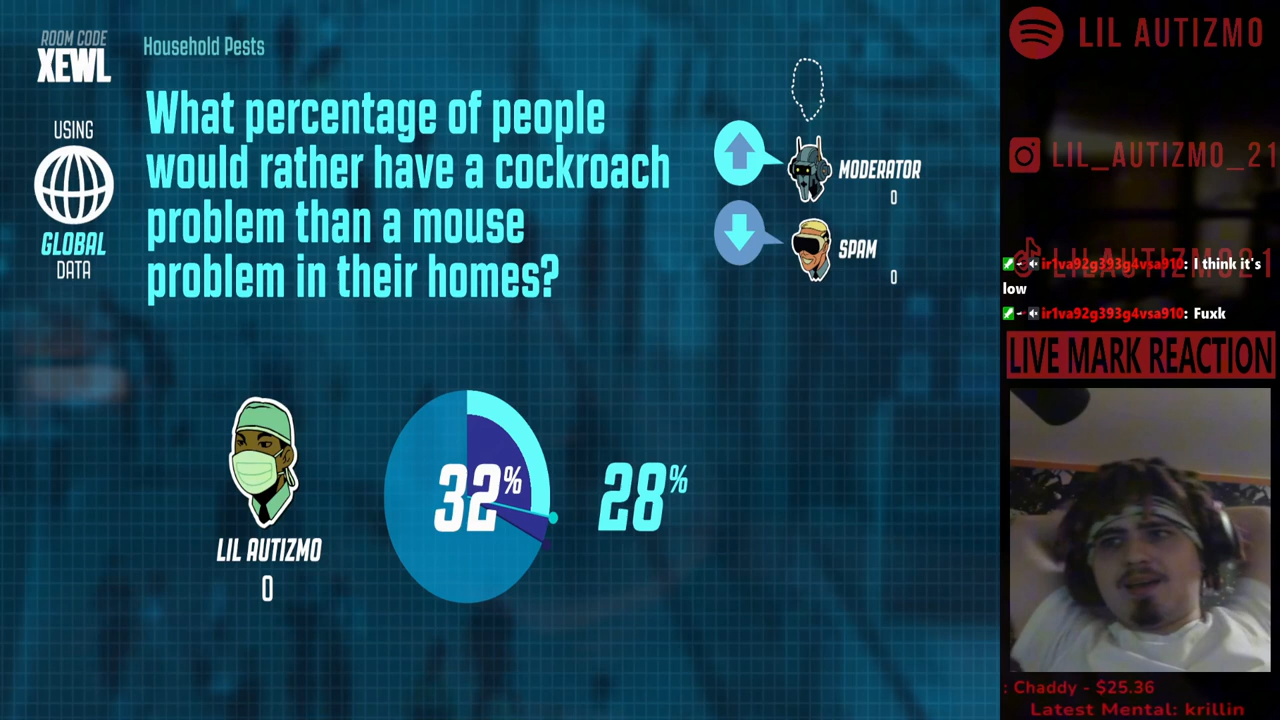 ROOM CODE
XEWL
USING
GLOBAL
DATA
Household Pests
What percentage of people
would rather have a cockroach
problem than a mouse
problem in their homes?
MODERATOR
0
SPAM
0
LIL AUTIZMO
0
32%
28%
LIL AUTIZMO
LIL_AUTIZMO_21
LILAUTIZMO21
ir1va92g393g4vsa910: I think it's
low
ir1va92g393g4vsa910: Fuxk
LIVE MARK REACTION
: Chaddy - $25.36
Latest Mental: krillin